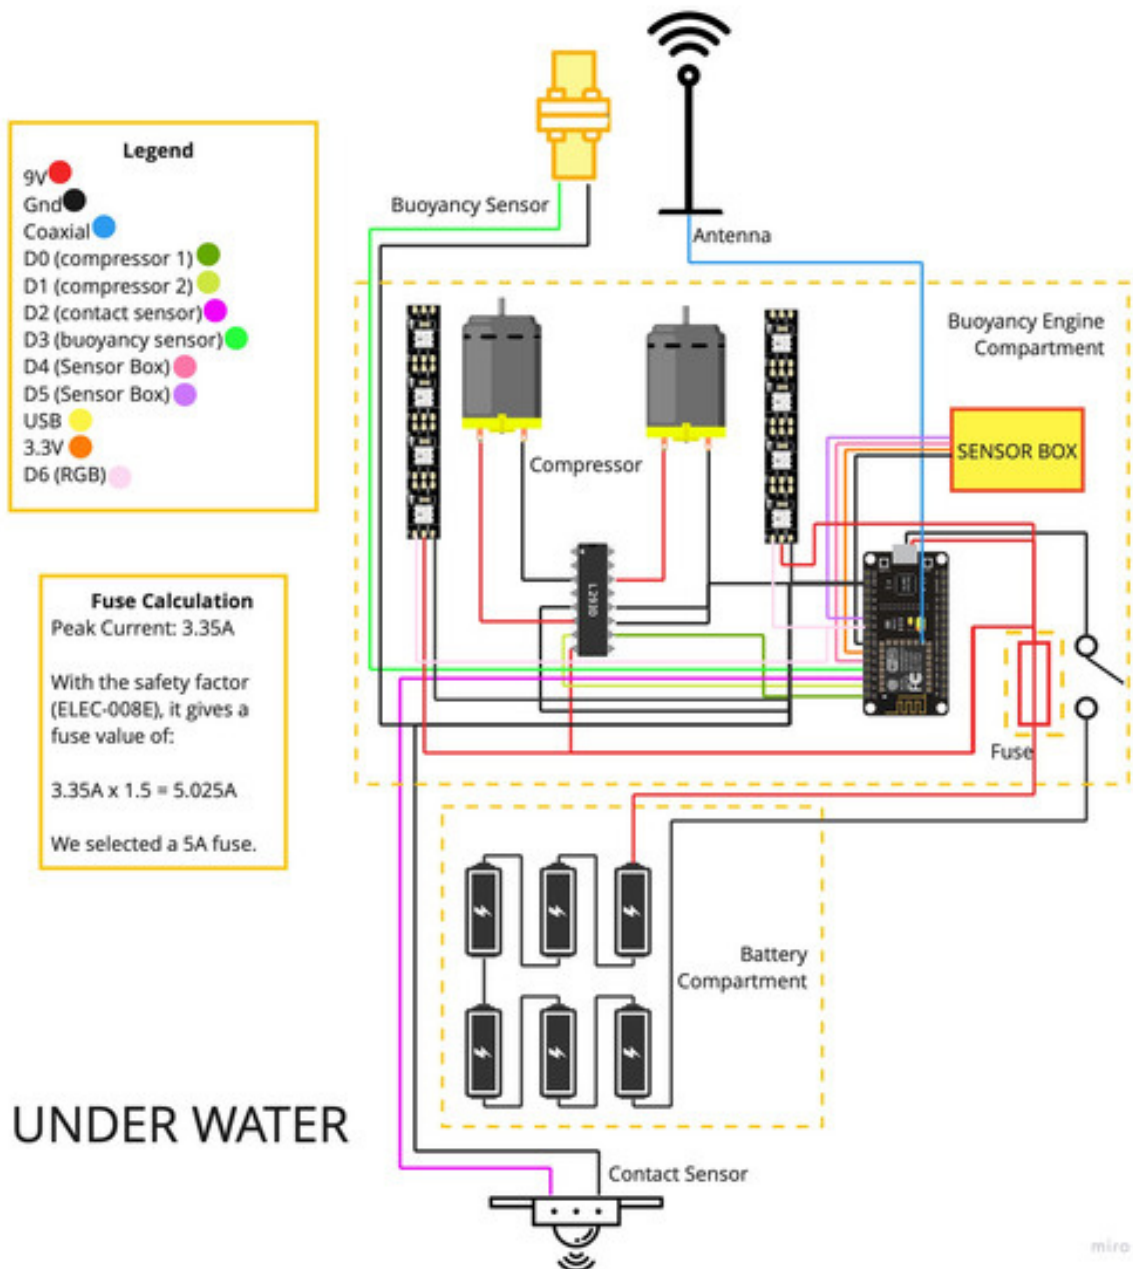 Buoyancy Sensor
Antenna
Legend
9V
Gnd
Coaxial
D0 (compressor 1)
D1 (compressor 2)
D2 (contact sensor)
D3 (buoyancy sensor)
D4 (Sensor Box)
D5 (Sensor Box)
USB
3.3V
D6 (RGB)
Buoyancy Engine
Compartment
Compressor
SENSOR BOX
L293D
FC
Fuse Calculation
Peak Current: 3.35A
With the safety factor
(ELEC-008E), it gives a
fuse value of:
3.35A x 1.5 = 5.025A
We selected a 5A fuse.
Fuse
Battery
Compartment
UNDER WATER
Contact Sensor
miro